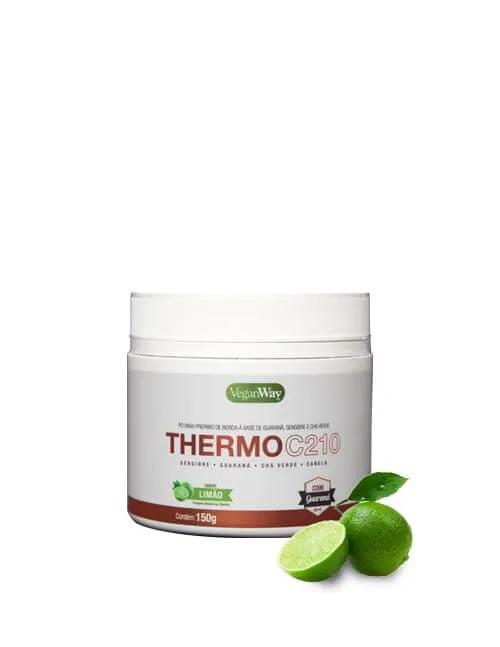 VeganWay
PÓ PARA PREPARO DE BEBIDA À BASE DE GUARANÁ, GENGIBRE E CHÁ VERDE
THERMO C210
GENGIBRE • GUARANÁ • CHÁ VERDE • CANELA
SABOR
LIMÃO
COM
Guaraná
Contém: 150g